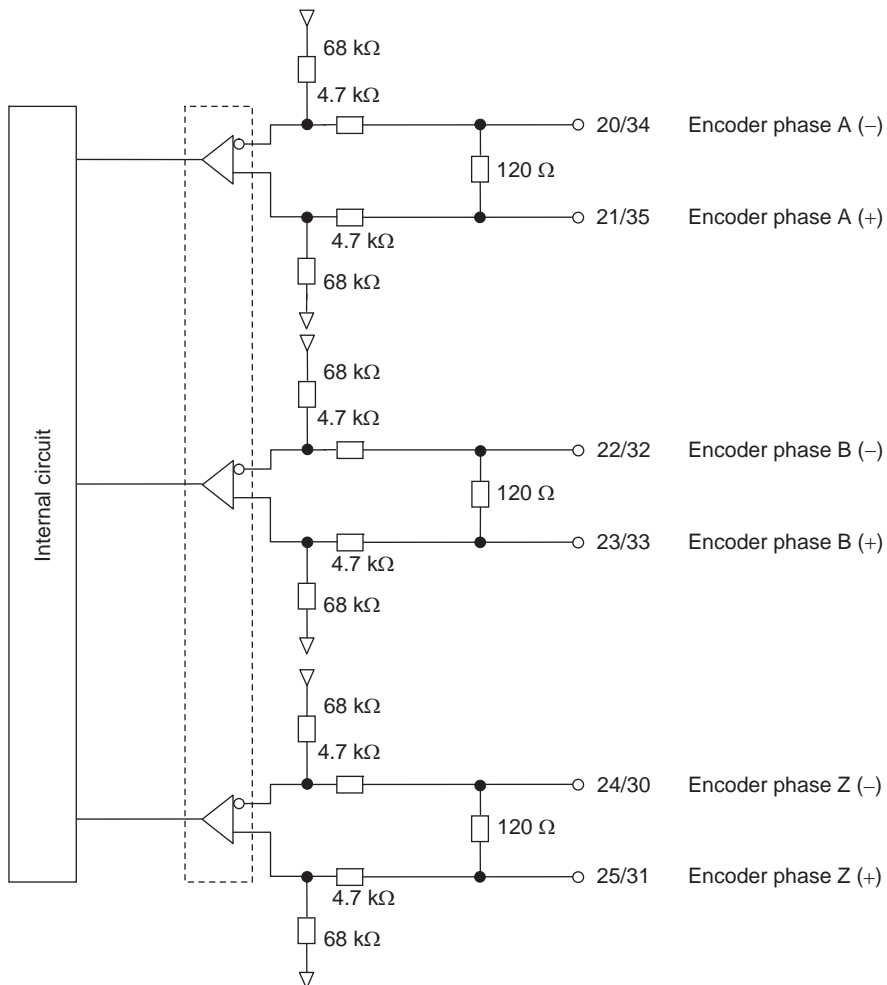 68 kΩ
4.7 kΩ
20/34 Encoder phase A (−)
120 Ω
21/35 Encoder phase A (+)
4.7 kΩ
68 kΩ
68 kΩ
4.7 kΩ
22/32 Encoder phase B (−)
Internal circuit
120 Ω
23/33 Encoder phase B (+)
4.7 kΩ
68 kΩ
68 kΩ
4.7 kΩ
24/30 Encoder phase Z (−)
120 Ω
25/31 Encoder phase Z (+)
4.7 kΩ
68 kΩ